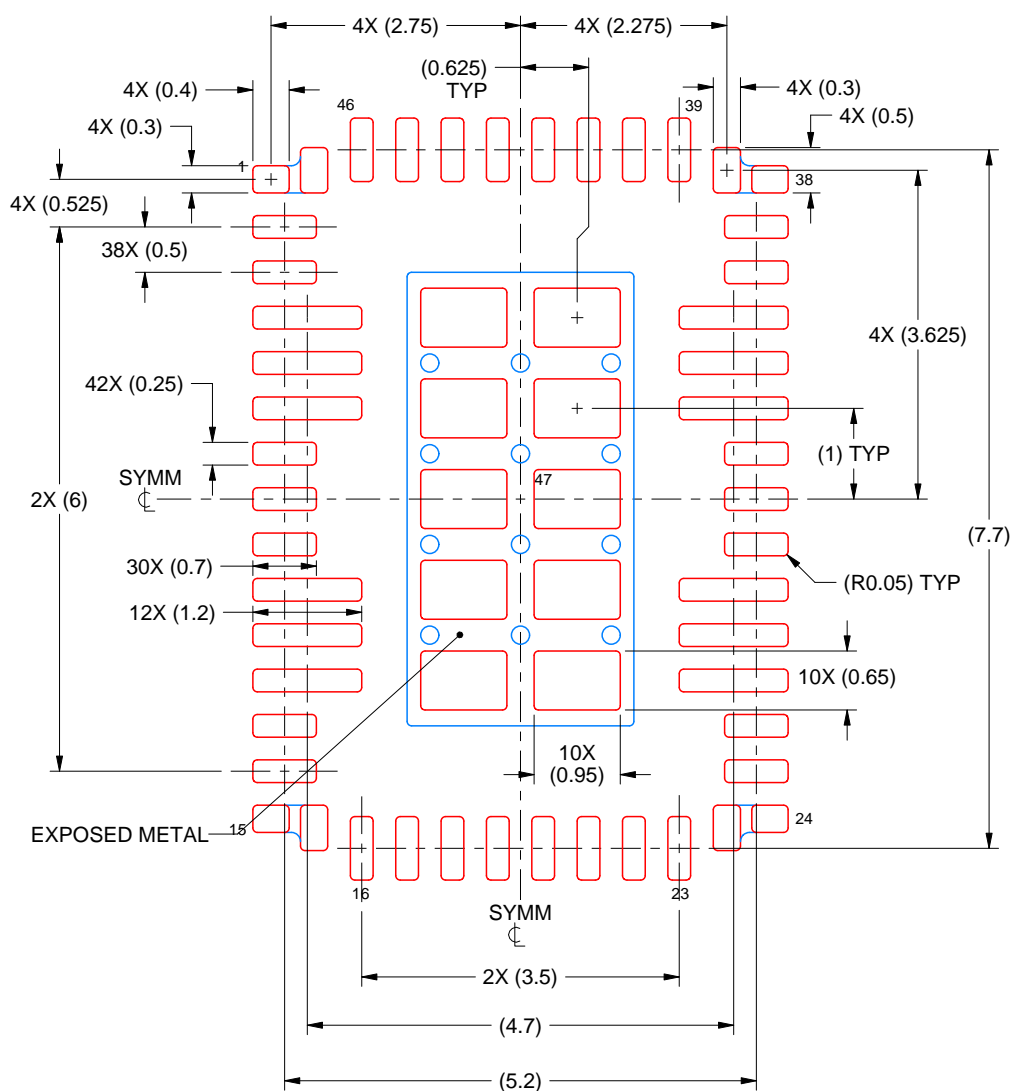 4X (2.75)
4X (2.275)
(0.625)
TYP
4X (0.4)
4X (0.3)
46
39
4X (0.3)
4X (0.5)
1
38
4X (0.525)
38X (0.5)
4X (3.625)
42X (0.25)
(1) TYP
SYMM
℄
47
2X (6)
(7.7)
30X (0.7)
(R0.05) TYP
12X (1.2)
10X (0.65)
10X
(0.95)
EXPOSED METAL
15
24
16
23
SYMM
℄
2X (3.5)
(4.7)
(5.2)